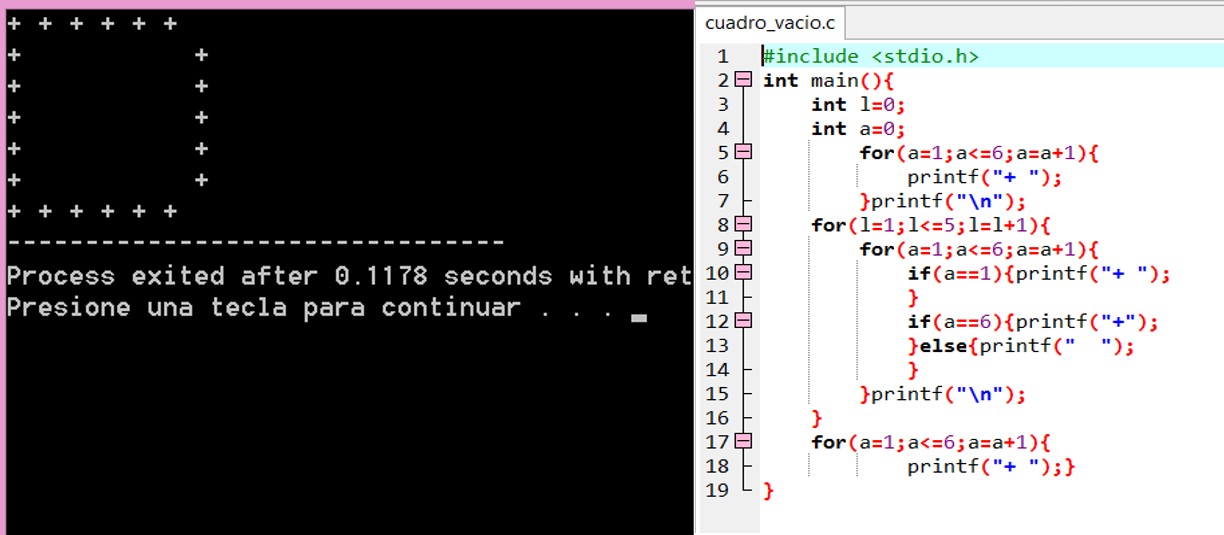 + + + + + +
+           +
+           +
+           +
+           +
+           +
+ + + + + +
--------------------------------
Process exited after 0.1178 seconds with ret
Presione una tecla para continuar . . .
cuadro_vacio.c
1 #include <stdio.h>
2 int main(){
3     int l=0;
4     int a=0;
5         for(a=1;a<=6;a=a+1){
6             printf("+ ");
7         }printf("\n");
8     for(l=1;l<=5;l=l+1){
9         for(a=1;a<=6;a=a+1){
10             if(a==1){printf("+ ");
11             }
12             if(a==6){printf("+");
13             }else{printf("  ");
14             }
15         }printf("\n");
16     }
17     for(a=1;a<=6;a=a+1){
18             printf("+ ");}
19 }